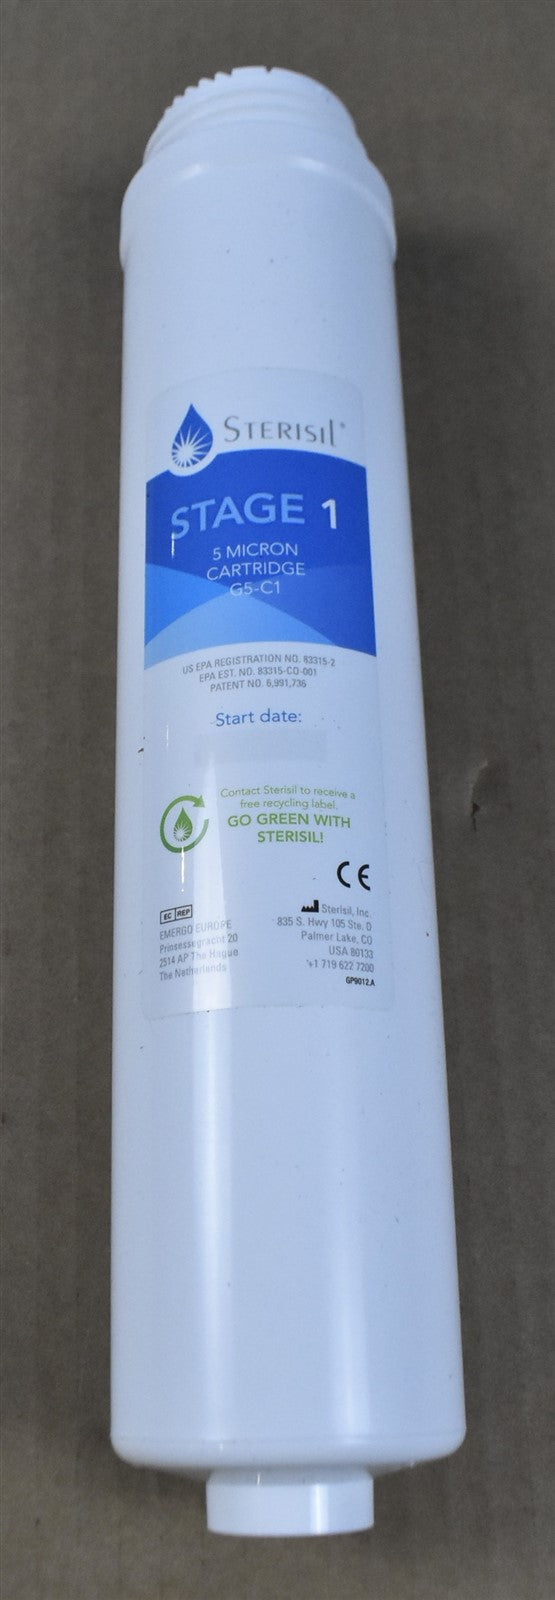 STERISIL®
STAGE 1
5 MICRON
CARTRIDGE
G5-C1
US EPA REGISTRATION NO. 83315-2
EPA EST. NO. 83315-CO-001
PATENT NO. 6,991,736
Start date:
Contact Sterisil to receive a
free recycling label.
GO GREEN WITH
STERISIL!
CE
EC REP
EMERGO EUROPE
Prinsessegracht 20
2514 AP The Hague
The Netherlands
Sterisil, Inc.
835 S. Hwy 105 Ste. D
Palmer Lake, CO
USA 80133
+1 719 622 7200
GP9012.A